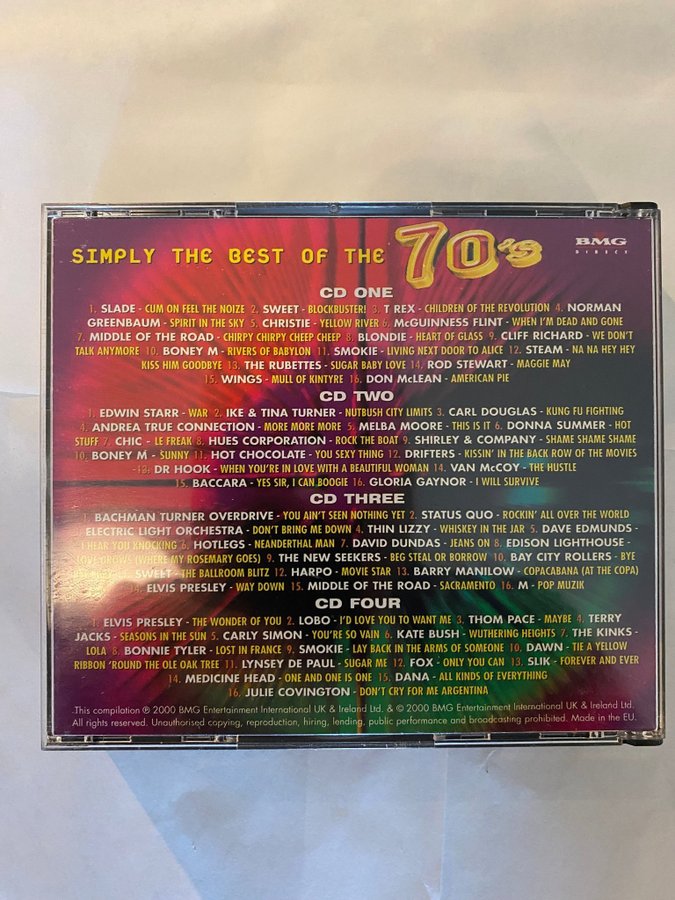 SIMPLY THE BEST OF THE 70's
BMG
DIRECT
CD ONE
1. SLADE - CUM ON FEEL THE NOIZE 2. SWEET - BLOCKBUSTER! 3. T REX - CHILDREN OF THE REVOLUTION 4. NORMAN
GREENBAUM - SPIRIT IN THE SKY 5. CHRISTIE - YELLOW RIVER 6. McGUINNESS FLINT - WHEN I'M DEAD AND GONE
7. MIDDLE OF THE ROAD - CHIRPY CHIRPY CHEEP CHEEP 8. BLONDIE - HEART OF GLASS 9. CLIFF RICHARD - WE DON'T
TALK ANYMORE 10. BONEY M - RIVERS OF BABYLON 11. SMOKIE - LIVING NEXT DOOR TO ALICE 12. STEAM - NA NA HEY HEY
KISS HIM GOODBYE 13. THE RUBETTES - SUGAR BABY LOVE 14. ROD STEWART - MAGGIE MAY
15. WINGS - MULL OF KINTYRE 16. DON McLEAN - AMERICAN PIE
CD TWO
1. EDWIN STARR - WAR 2. IKE & TINA TURNER - NUTBUSH CITY LIMITS 3. CARL DOUGLAS - KUNG FU FIGHTING
4. ANDREA TRUE CONNECTION - MORE MORE MORE 5. MELBA MOORE - THIS IS IT 6. DONNA SUMMER - HOT
STUFF 7. CHIC - LE FREAK 8. HUES CORPORATION - ROCK THE BOAT 9. SHIRLEY & COMPANY - SHAME SHAME SHAME
10. BONEY M - SUNNY 11. HOT CHOCOLATE - YOU SEXY THING 12. DRIFTERS - KISSIN' IN THE BACK ROW OF THE MOVIES
13. DR HOOK - WHEN YOU'RE IN LOVE WITH A BEAUTIFUL WOMAN 14. VAN McCOY - THE HUSTLE
15. BACCARA - YES SIR, I CAN BOOGIE 16. GLORIA GAYNOR - I WILL SURVIVE
CD THREE
1. BACHMAN TURNER OVERDRIVE - YOU AIN'T SEEN NOTHING YET 2. STATUS QUO - ROCKIN' ALL OVER THE WORLD
3. ELECTRIC LIGHT ORCHESTRA - DON'T BRING ME DOWN 4. THIN LIZZY - WHISKEY IN THE JAR 5. DAVE EDMUNDS -
I HEAR YOU KNOCKING 6. HOTLEGS - NEANDERTHAL MAN 7. DAVID DUNDAS - JEANS ON 8. EDISON LIGHTHOUSE -
LOVE GROWS (WHERE MY ROSEMARY GOES) 9. THE NEW SEEKERS - BEG STEAL OR BORROW 10. BAY CITY ROLLERS - BYE
SWEET - THE BALLROOM BLITZ 12. HARPO - MOVIE STAR 13. BARRY MANILOW - COPACABANA (AT THE COPA)
14. ELVIS PRESLEY - WAY DOWN 15. MIDDLE OF THE ROAD - SACRAMENTO 16. M - POP MUZIK
CD FOUR
1. ELVIS PRESLEY - THE WONDER OF YOU 2. LOBO - I'D LOVE YOU TO WANT ME 3. THOM PACE - MAYBE 4. TERRY
JACKS - SEASONS IN THE SUN 5. CARLY SIMON - YOU'RE SO VAIN 6. KATE BUSH - WUTHERING HEIGHTS 7. THE KINKS -
LOLA 8. BONNIE TYLER - LOST IN FRANCE 9. SMOKIE - LAY BACK IN THE ARMS OF SOMEONE 10. DAWN - TIE A YELLOW
RIBBON 'ROUND THE OLE OAK TREE 11. LYNSEY DE PAUL - SUGAR ME 12. FOX - ONLY YOU CAN 13. SLIK - FOREVER AND EVER
14. MEDICINE HEAD - ONE AND ONE IS ONE 15. DANA - ALL KINDS OF EVERYTHING
16. JULIE COVINGTON - DON'T CRY FOR ME ARGENTINA
This compilation ℗ 2000 BMG Entertainment International UK & Ireland Ltd. & © 2000 BMG Entertainment International UK & Ireland Ltd.
All rights reserved. Unauthorised copying, reproduction, hiring, lending, public performance and broadcasting prohibited. Made in the EU.